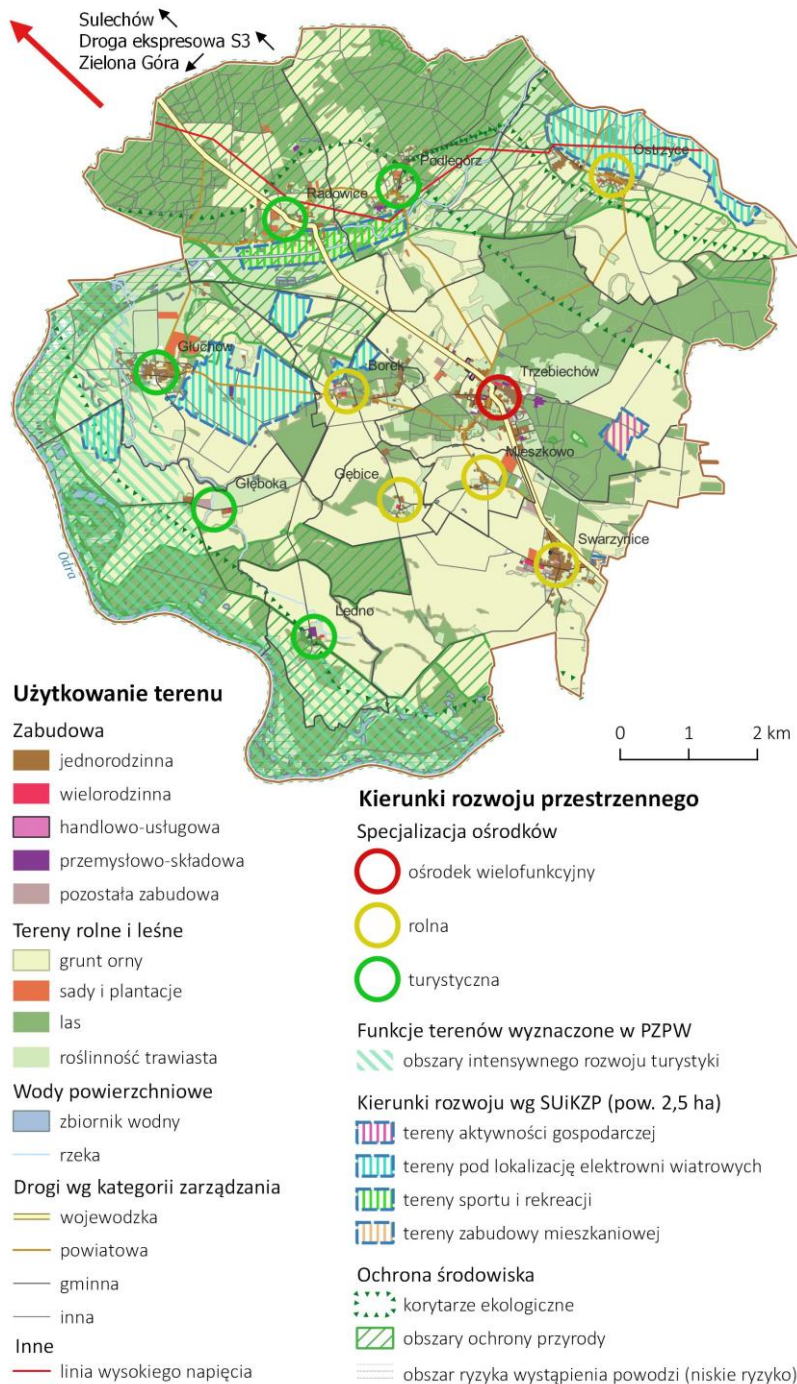 Sulechów
Droga ekspresowa S3
Zielona Góra
Ostrzyce
Podlegórz
Radowice
Głuchów
Borek
Trzebiechów
Mieszkowo
Głęboka
Gębice
Swarzynice
Odra
Ledno
Użytkowanie terenu
Zabudowa
jednorodzinna
wielorodzinna
handlowo-usługowa
przemysłowo-składowa
pozostała zabudowa
Tereny rolne i leśne
grunt orny
sady i plantacje
las
roślinność trawiasta
Wody powierzchniowe
zbiornik wodny
rzeka
Drogi wg kategorii zarządzania
wojewodzka
powiatowa
gminna
inna
Inne
linia wysokiego napięcia
0 2 km
Kierunki rozwoju przestrzennego
Specjalizacja ośrodków
ośrodek wielofunkcyjny
rolna
turystyczna
Funkcje terenów wyznaczone w PZPW
obszary intensywnego rozwoju turystyki
Kierunki rozwoju wg SUiKZP (pow. 2,5 ha)
tereny aktywności gospodarczej
tereny pod lokalizację elektrowni wiatrowych
tereny sportu i rekreacji
tereny zabudowy mieszkaniowej
Ochrona środowiska
korytarze ekologiczne
obszary ochrony przyrody
obszar ryzyka wystąpienia powodzi (niskie ryzyko)